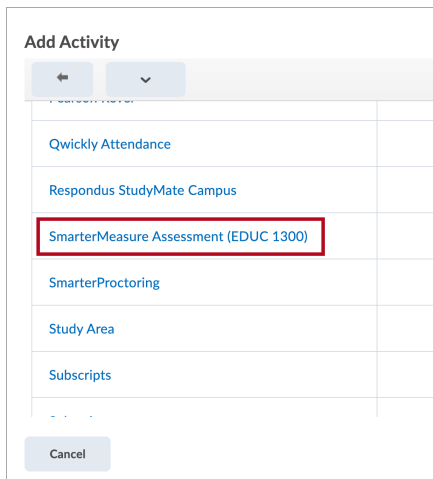 Add Activity
Qwickly Attendance
Respondus StudyMate Campus
SmarterMeasure Assessment (EDUC 1300)
SmarterProctoring
Study Area
Subscripts
Cancel